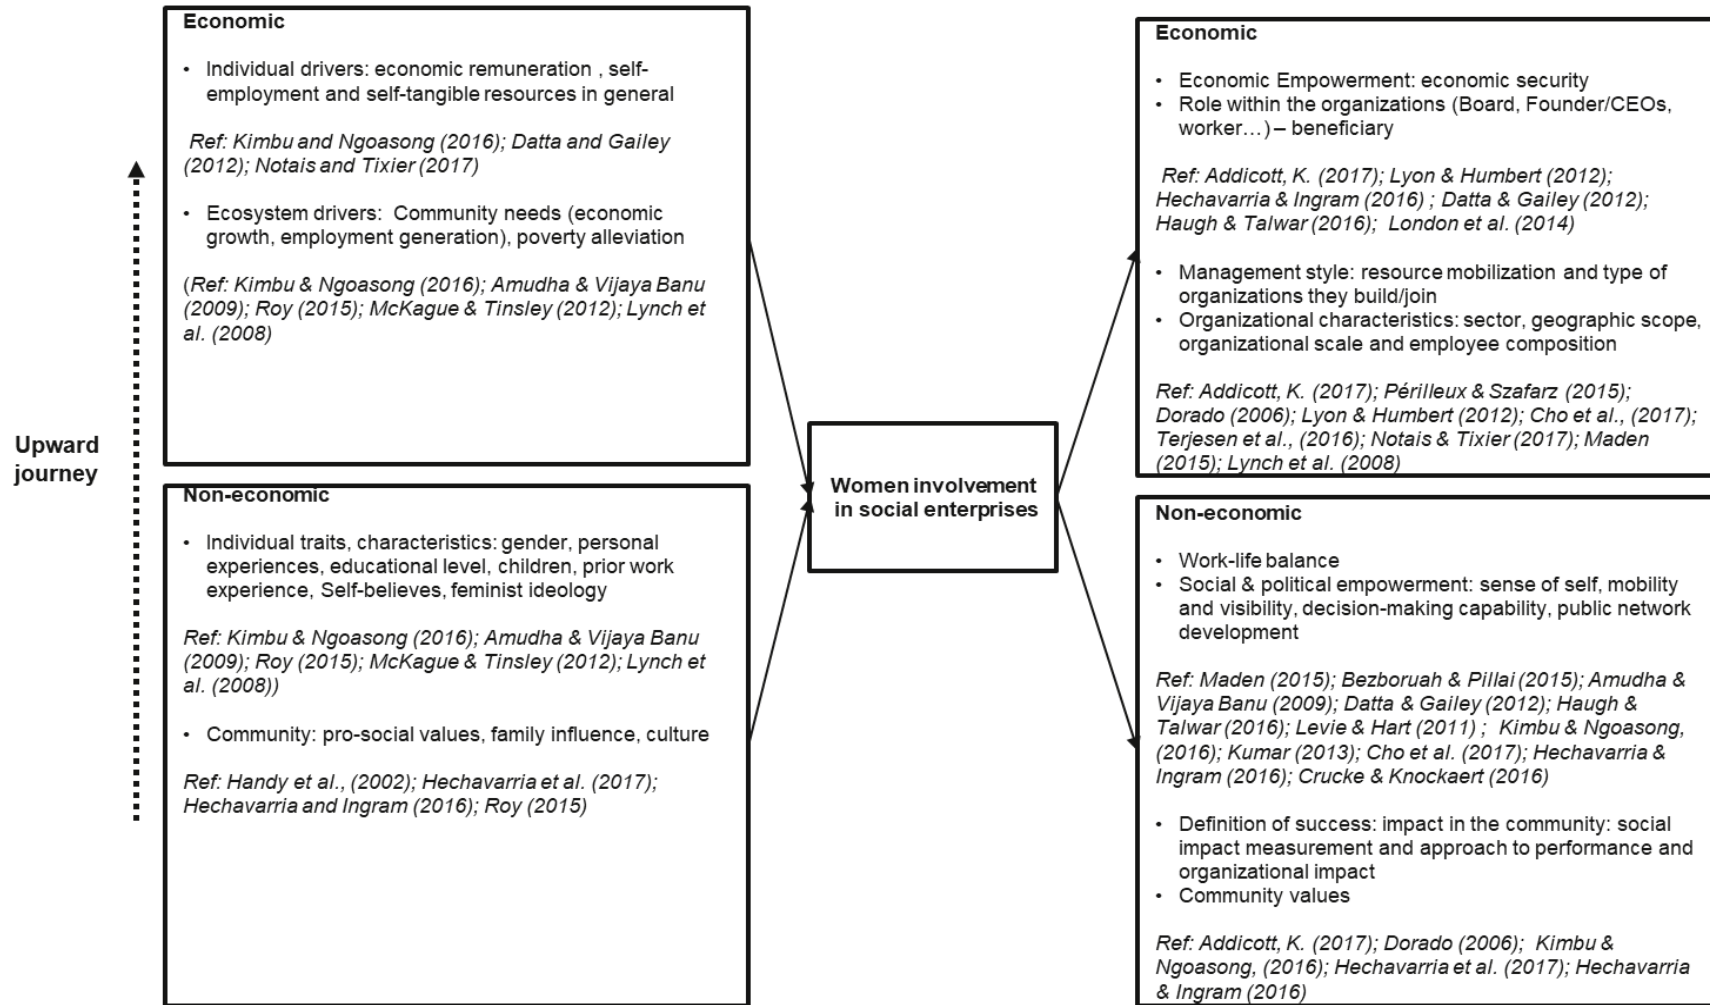 Economic
• Individual drivers: economic remuneration , self-
employment and self-tangible resources in general
Ref: Kimbu and Ngoasong (2016); Datta and Gailey
(2012); Notais and Tixier (2017)
• Ecosystem drivers: Community needs (economic
growth, employment generation), poverty alleviation
(Ref: Kimbu & Ngoasong (2016); Amudha & Vijaya Banu
(2009); Roy (2015); McKague & Tinsley (2012); Lynch et
al. (2008)
Upward
journey
Non-economic
• Individual traits, characteristics: gender, personal
experiences, educational level, children, prior work
experience, Self-believes, feminist ideology
Ref: Kimbu & Ngoasong (2016); Amudha & Vijaya Banu
(2009); Roy (2015); McKague & Tinsley (2012); Lynch et
al. (2008))
• Community: pro-social values, family influence, culture
Ref: Handy et al., (2002); Hechavarria et al. (2017);
Hechavarria and Ingram (2016); Roy (2015)
Women involvement
in social enterprises
Economic
• Economic Empowerment: economic security
• Role within the organizations (Board, Founder/CEOs,
worker…) – beneficiary
Ref: Addicott, K. (2017); Lyon & Humbert (2012);
Hechavarria & Ingram (2016) ; Datta & Gailey (2012);
Haugh & Talwar (2016); London et al. (2014)
• Management style: resource mobilization and type of
organizations they build/join
• Organizational characteristics: sector, geographic scope,
organizational scale and employee composition
Ref: Addicott, K. (2017); Périlleux & Szafarz (2015);
Dorado (2006); Lyon & Humbert (2012); Cho et al., (2017);
Terjesen et al., (2016); Notais & Tixier (2017); Maden
(2015); Lynch et al. (2008)
Non-economic
• Work-life balance
• Social & political empowerment: sense of self, mobility
and visibility, decision-making capability, public network
development
Ref: Maden (2015); Bezboruah & Pillai (2015); Amudha &
Vijaya Banu (2009); Datta & Gailey (2012); Haugh &
Talwar (2016); Levie & Hart (2011) ; Kimbu & Ngoasong,
(2016); Kumar (2013); Cho et al. (2017); Hechavarria &
Ingram (2016); Crucke & Knockaert (2016)
• Definition of success: impact in the community: social
impact measurement and approach to performance and
organizational impact
• Community values
Ref: Addicott, K. (2017); Dorado (2006); Kimbu &
Ngoasong, (2016); Hechavarria et al. (2017); Hechavarria
& Ingram (2016)